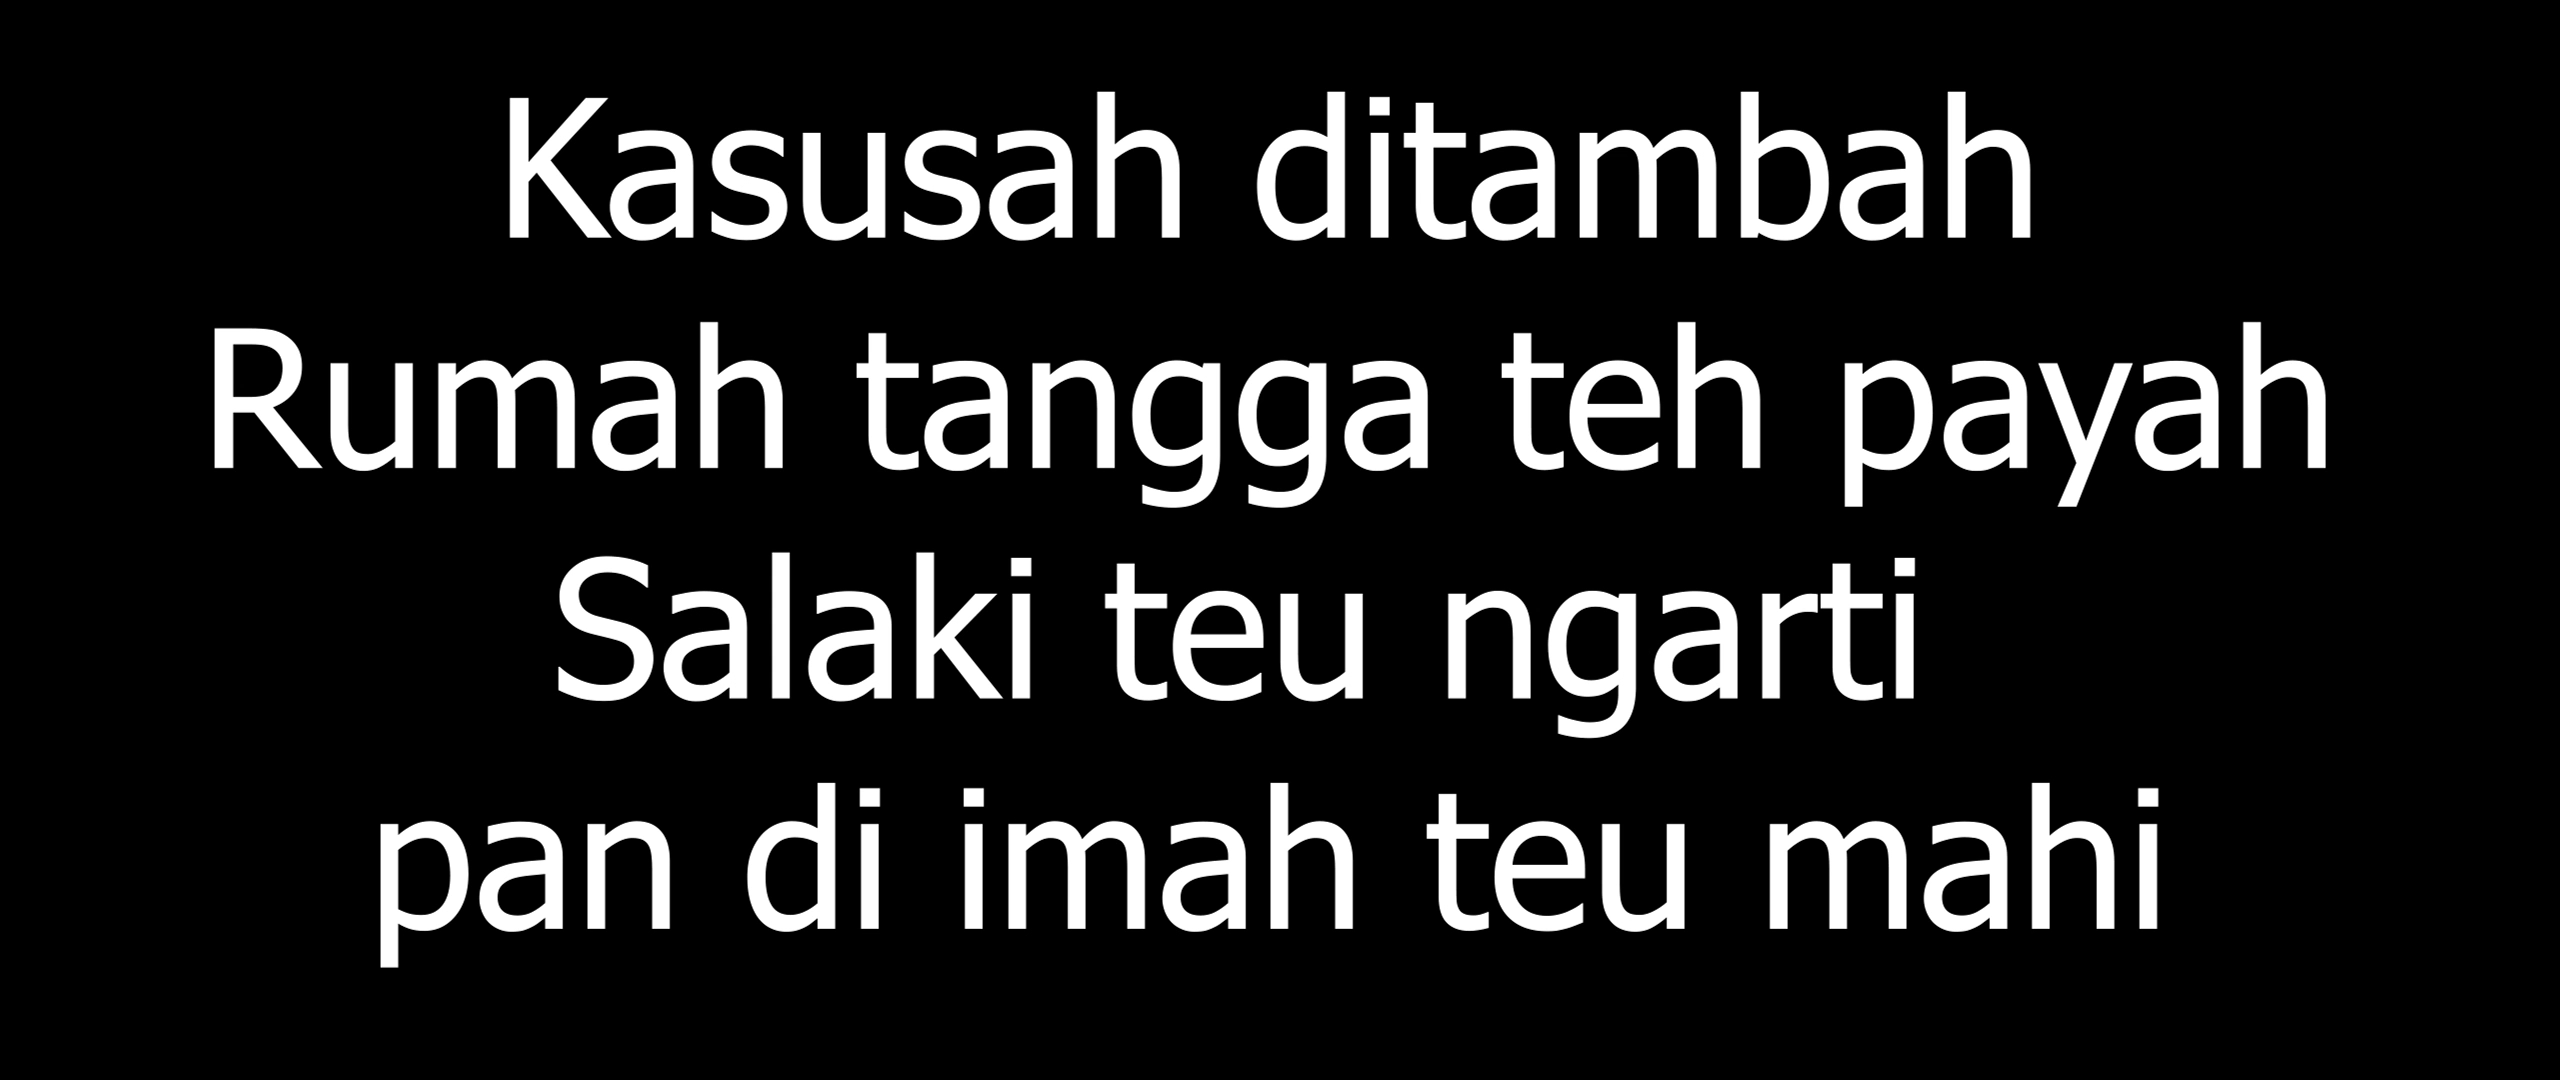 Kasusah ditambah
Rumah tangga teh payah
Salaki teu ngarti
pan di imah teu mahi